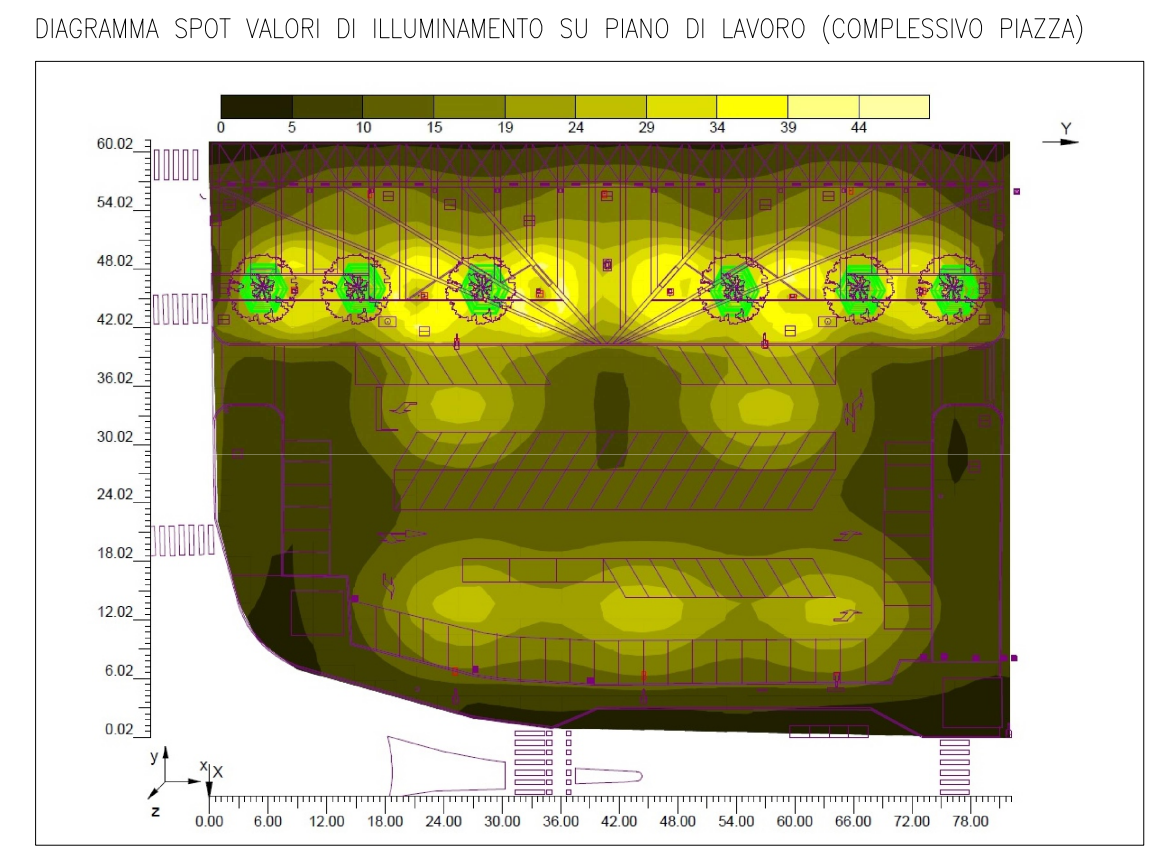 DIAGRAMMA SPOT VALORI DI ILLUMINAMENTO SU PIANO DI LAVORO (COMPLESSIVO PIAZZA)
0 5 10 15 19 24 29 34 39 44
Y
60.02
54.02
48.02
42.02
36.02
30.02
24.02
18.02
12.02
6.02
0.02
y x X
z
0.00 6.00 12.00 18.00 24.00 30.00 36.00 42.00 48.00 54.00 60.00 66.00 72.00 78.00